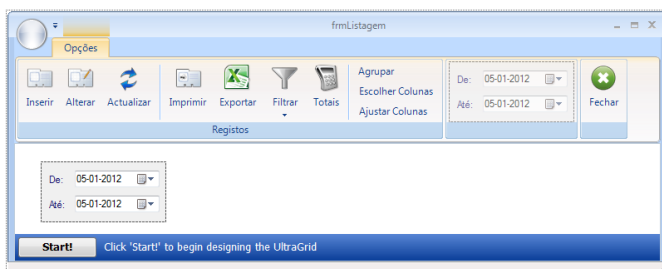 frmListagem
Opções
Inserir Alterar Actualizar Imprimir Exportar Filtrar Totais
Agrupar
Escolher Colunas
Ajustar Colunas
De: 05-01-2012
Até: 05-01-2012
Fechar
Registos
De: 05-01-2012
Até: 05-01-2012
Start! Click 'Start!' to begin designing the UltraGrid